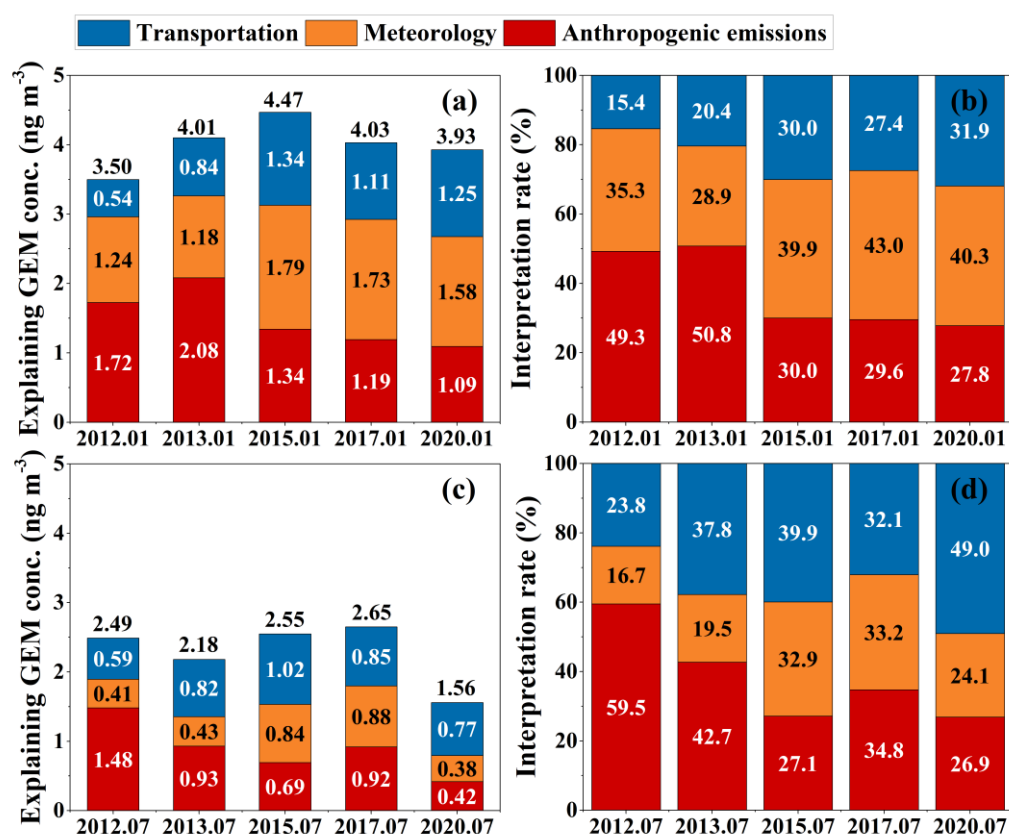 Transportation Meteorology Anthropogenic emissions
(a)
Explaining GEM conc. (ng m⁻³)
5
4
3
2
1
0
3.50 4.01 4.47 4.03 3.93
0.54 0.84 1.34 1.11 1.25
1.24 1.18 1.79 1.73 1.58
1.72 2.08 1.34 1.19 1.09
2012.01 2013.01 2015.01 2017.01 2020.01
(b)
Interpretation rate (%)
100
80
60
40
20
0
15.4 20.4 30.0 27.4 31.9
35.3 28.9 39.9 43.0 40.3
49.3 50.8 30.0 29.6 27.8
2012.01 2013.01 2015.01 2017.01 2020.01
(c)
Explaining GEM conc. (ng m⁻³)
5
4
3
2
1
0
2.49 2.18 2.55 2.65 1.56
0.59 0.82 1.02 0.85 0.77
0.41 0.43 0.84 0.88 0.38
1.48 0.93 0.69 0.92 0.42
2012.07 2013.07 2015.07 2017.07 2020.07
(d)
Interpretation rate (%)
100
80
60
40
20
0
23.8 37.8 39.9 32.1 49.0
16.7 19.5 32.9 33.2 24.1
59.5 42.7 27.1 34.8 26.9
2012.07 2013.07 2015.07 2017.07 2020.07